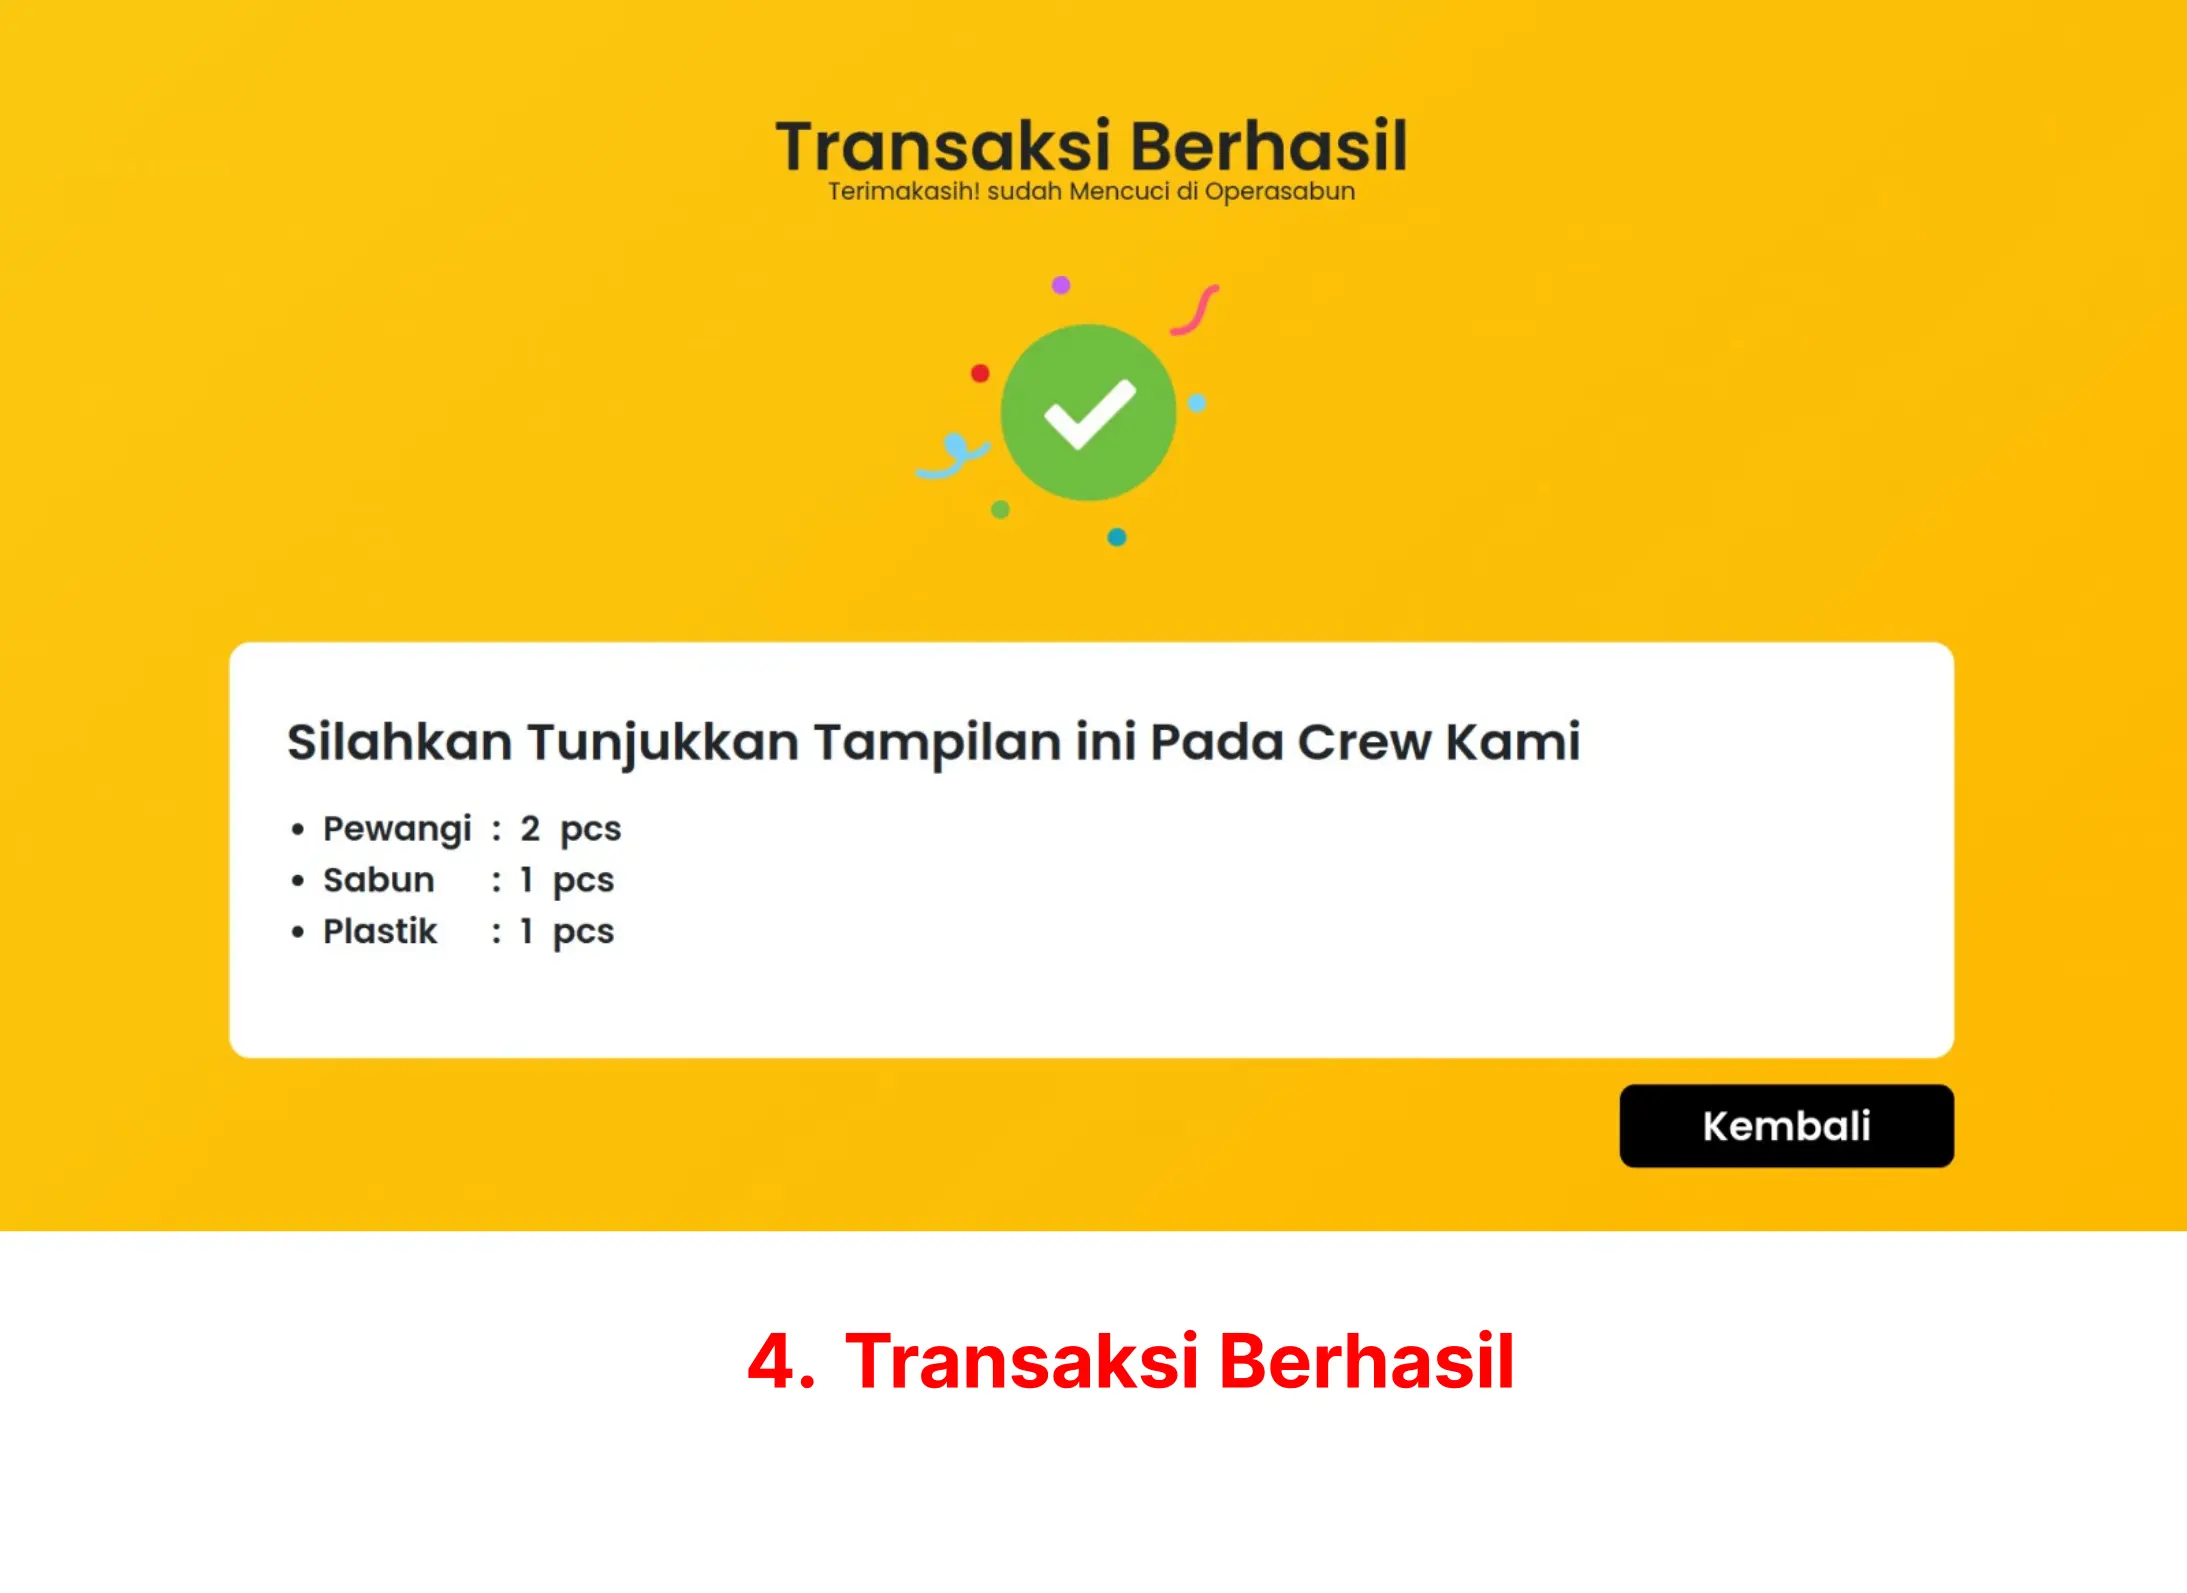 Transaksi Berhasil
Terimakasih! sudah Mencuci di Operasabun
Silahkan Tunjukkan Tampilan ini Pada Crew Kami
• Pewangi : 2 pcs
• Sabun : 1 pcs
• Plastik : 1 pcs
Kembali
4. Transaksi Berhasil